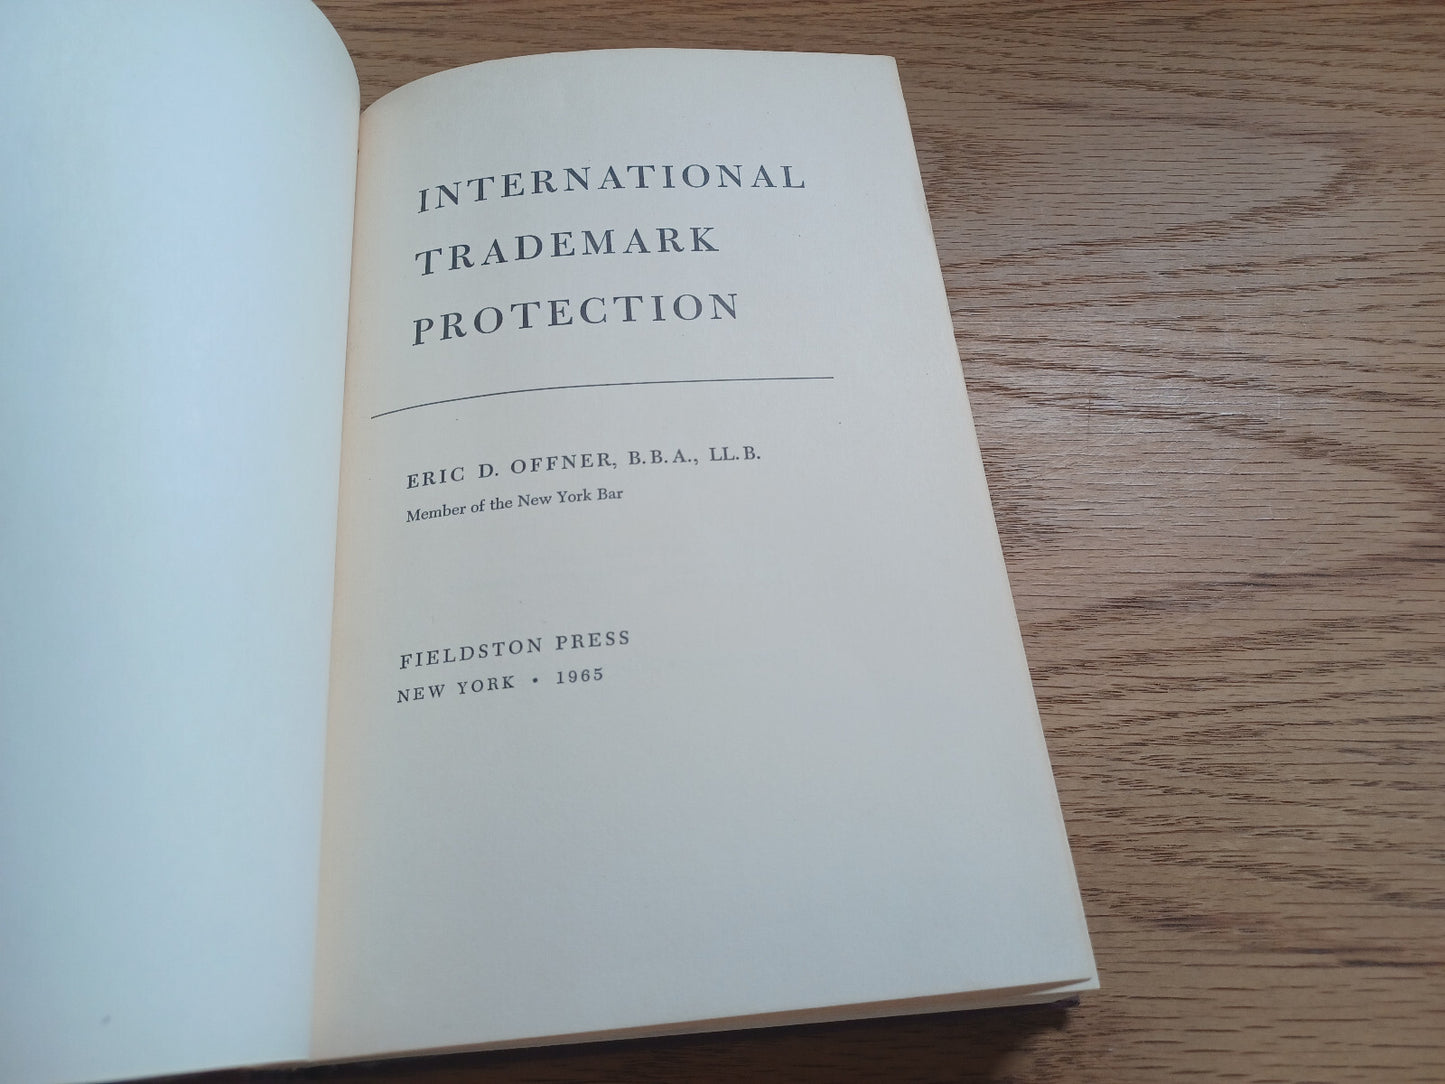 INTERNATIONAL
TRADEMARK
PROTECTION
ERIC D. OFFNER, B.B.A., LL.B.
Member of the New York Bar
FIELDSTON PRESS
NEW YORK • 1965